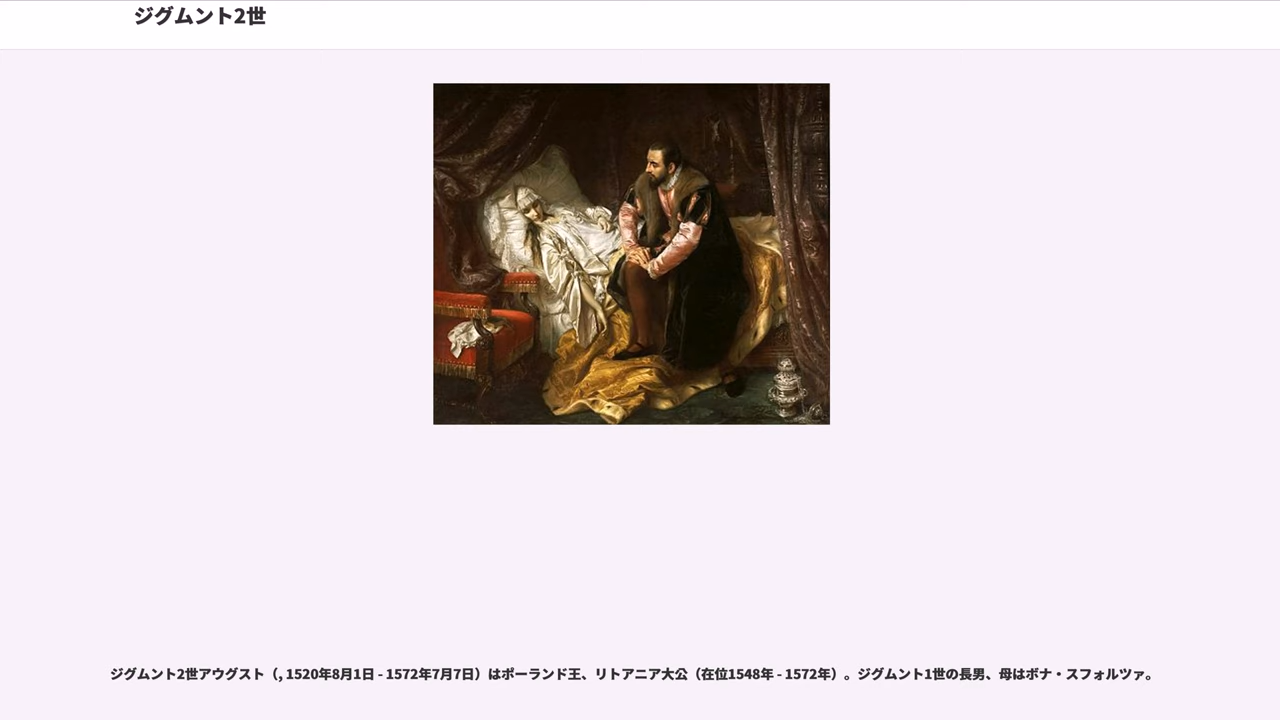 ジグムント2世
ジグムント2世アウグスト（, 1520年8月1日 - 1572年7月7日）はポーランド王、リトアニア大公（在位1548年 - 1572年）。ジグムント1世の長男、母はボナ・スフォルツァ。